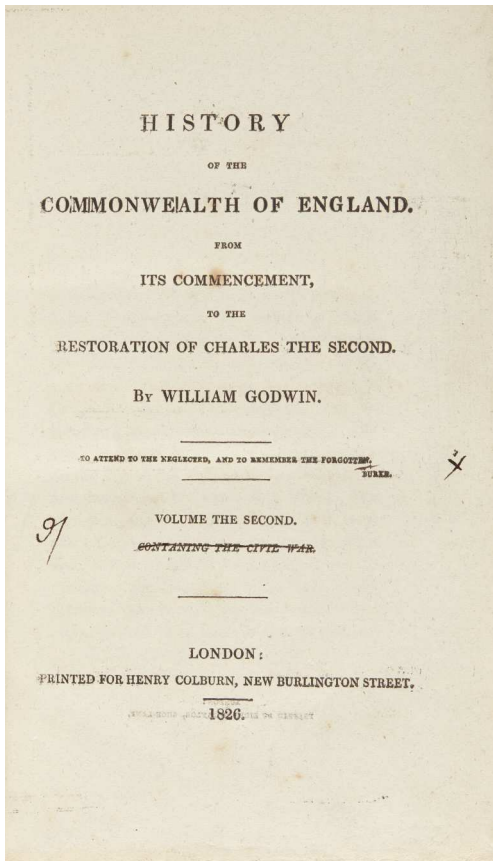 HISTORY
OF THE
COMMONWEALTH OF ENGLAND.
FROM
ITS COMMENCEMENT,
TO THE
RESTORATION OF CHARLES THE SECOND.
BY WILLIAM GODWIN.
TO ATTEND TO THE NEGLECTED, AND TO REMEMBER THE FORGOTTEN.
BURKE.
VOLUME THE SECOND.
CONTANING THE CIVIL WAR.
LONDON:
PRINTED FOR HENRY COLBURN, NEW BURLINGTON STREET.
1826.